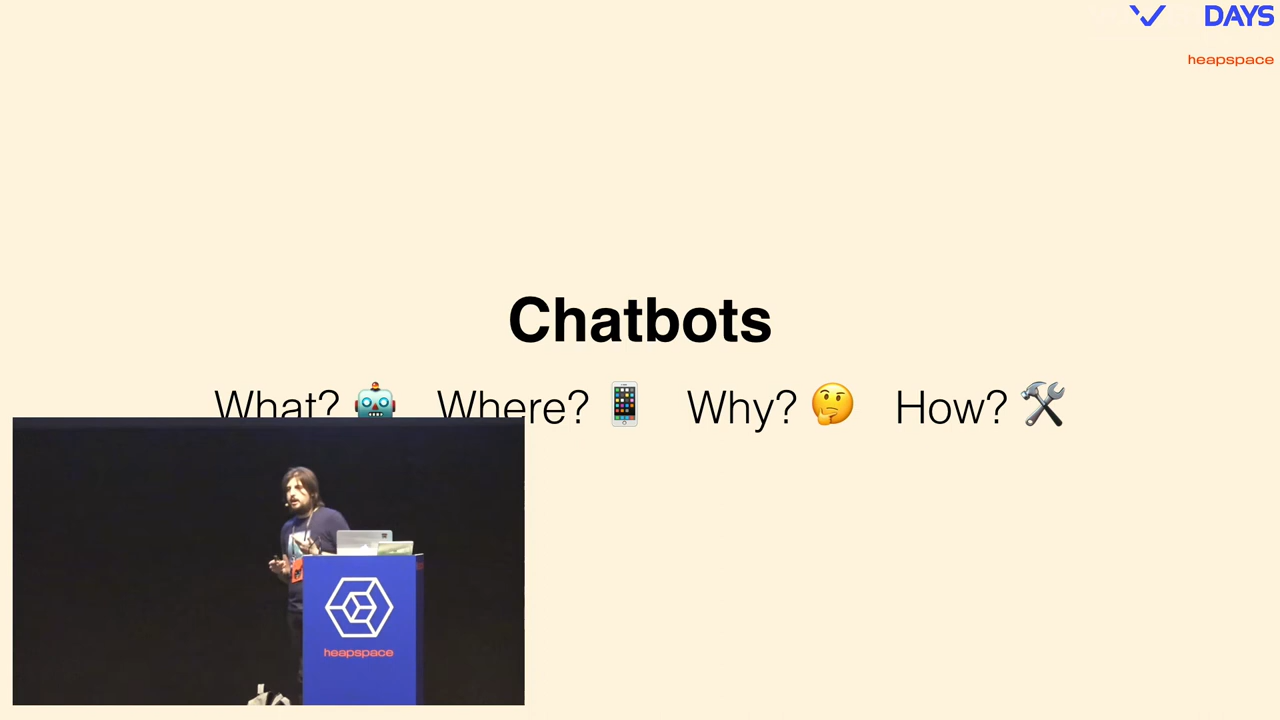 DAYS
heapspace
Chatbots
What? Where? Why? How?
heapspace